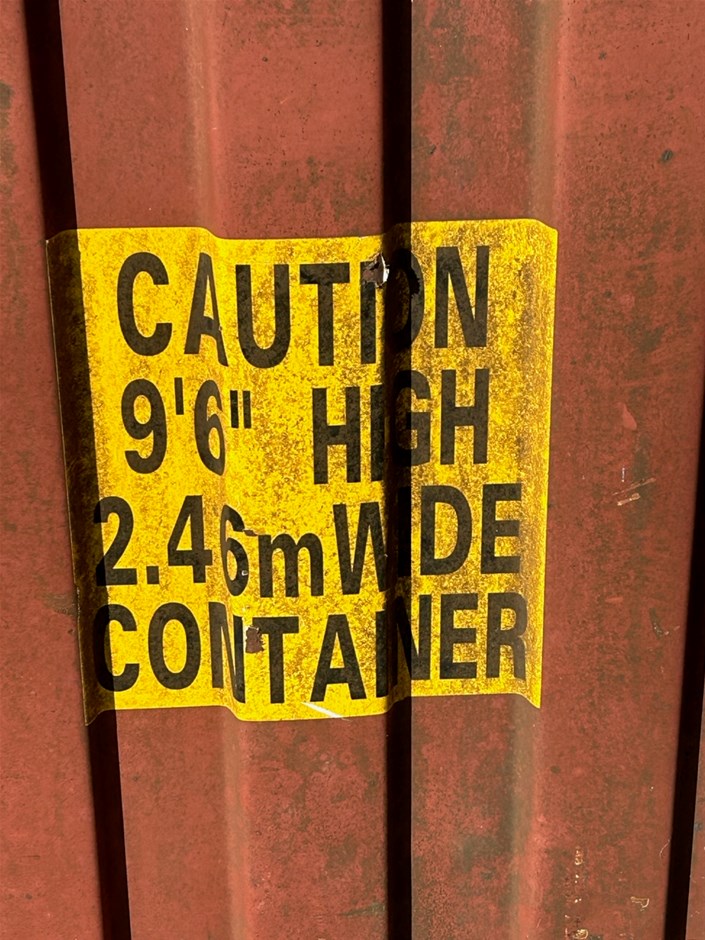 CAUTION
9'6" HIGH
2.46m WIDE
CONTAINER